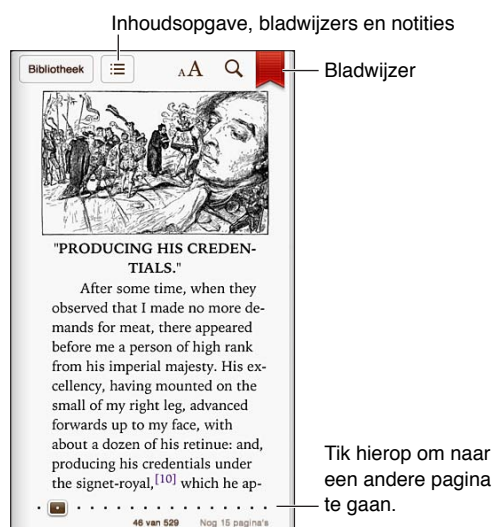 Inhoudsopgave, bladwijzers en notities
Bibliotheek
AA
Bladwijzer
"PRODUCING HIS CREDEN-
TIALS."
After some time, when they
observed that I made no more de-
mands for meat, there appeared
before me a person of high rank
from his imperial majesty. His ex-
cellency, having mounted on the
small of my right leg, advanced
forwards up to my face, with
about a dozen of his retinue: and,
producing his credentials under
the signet-royal,[10] which he ap-
Tik hierop om naar
een andere pagina
te gaan.
46 van 529 Nog 15 pagina's